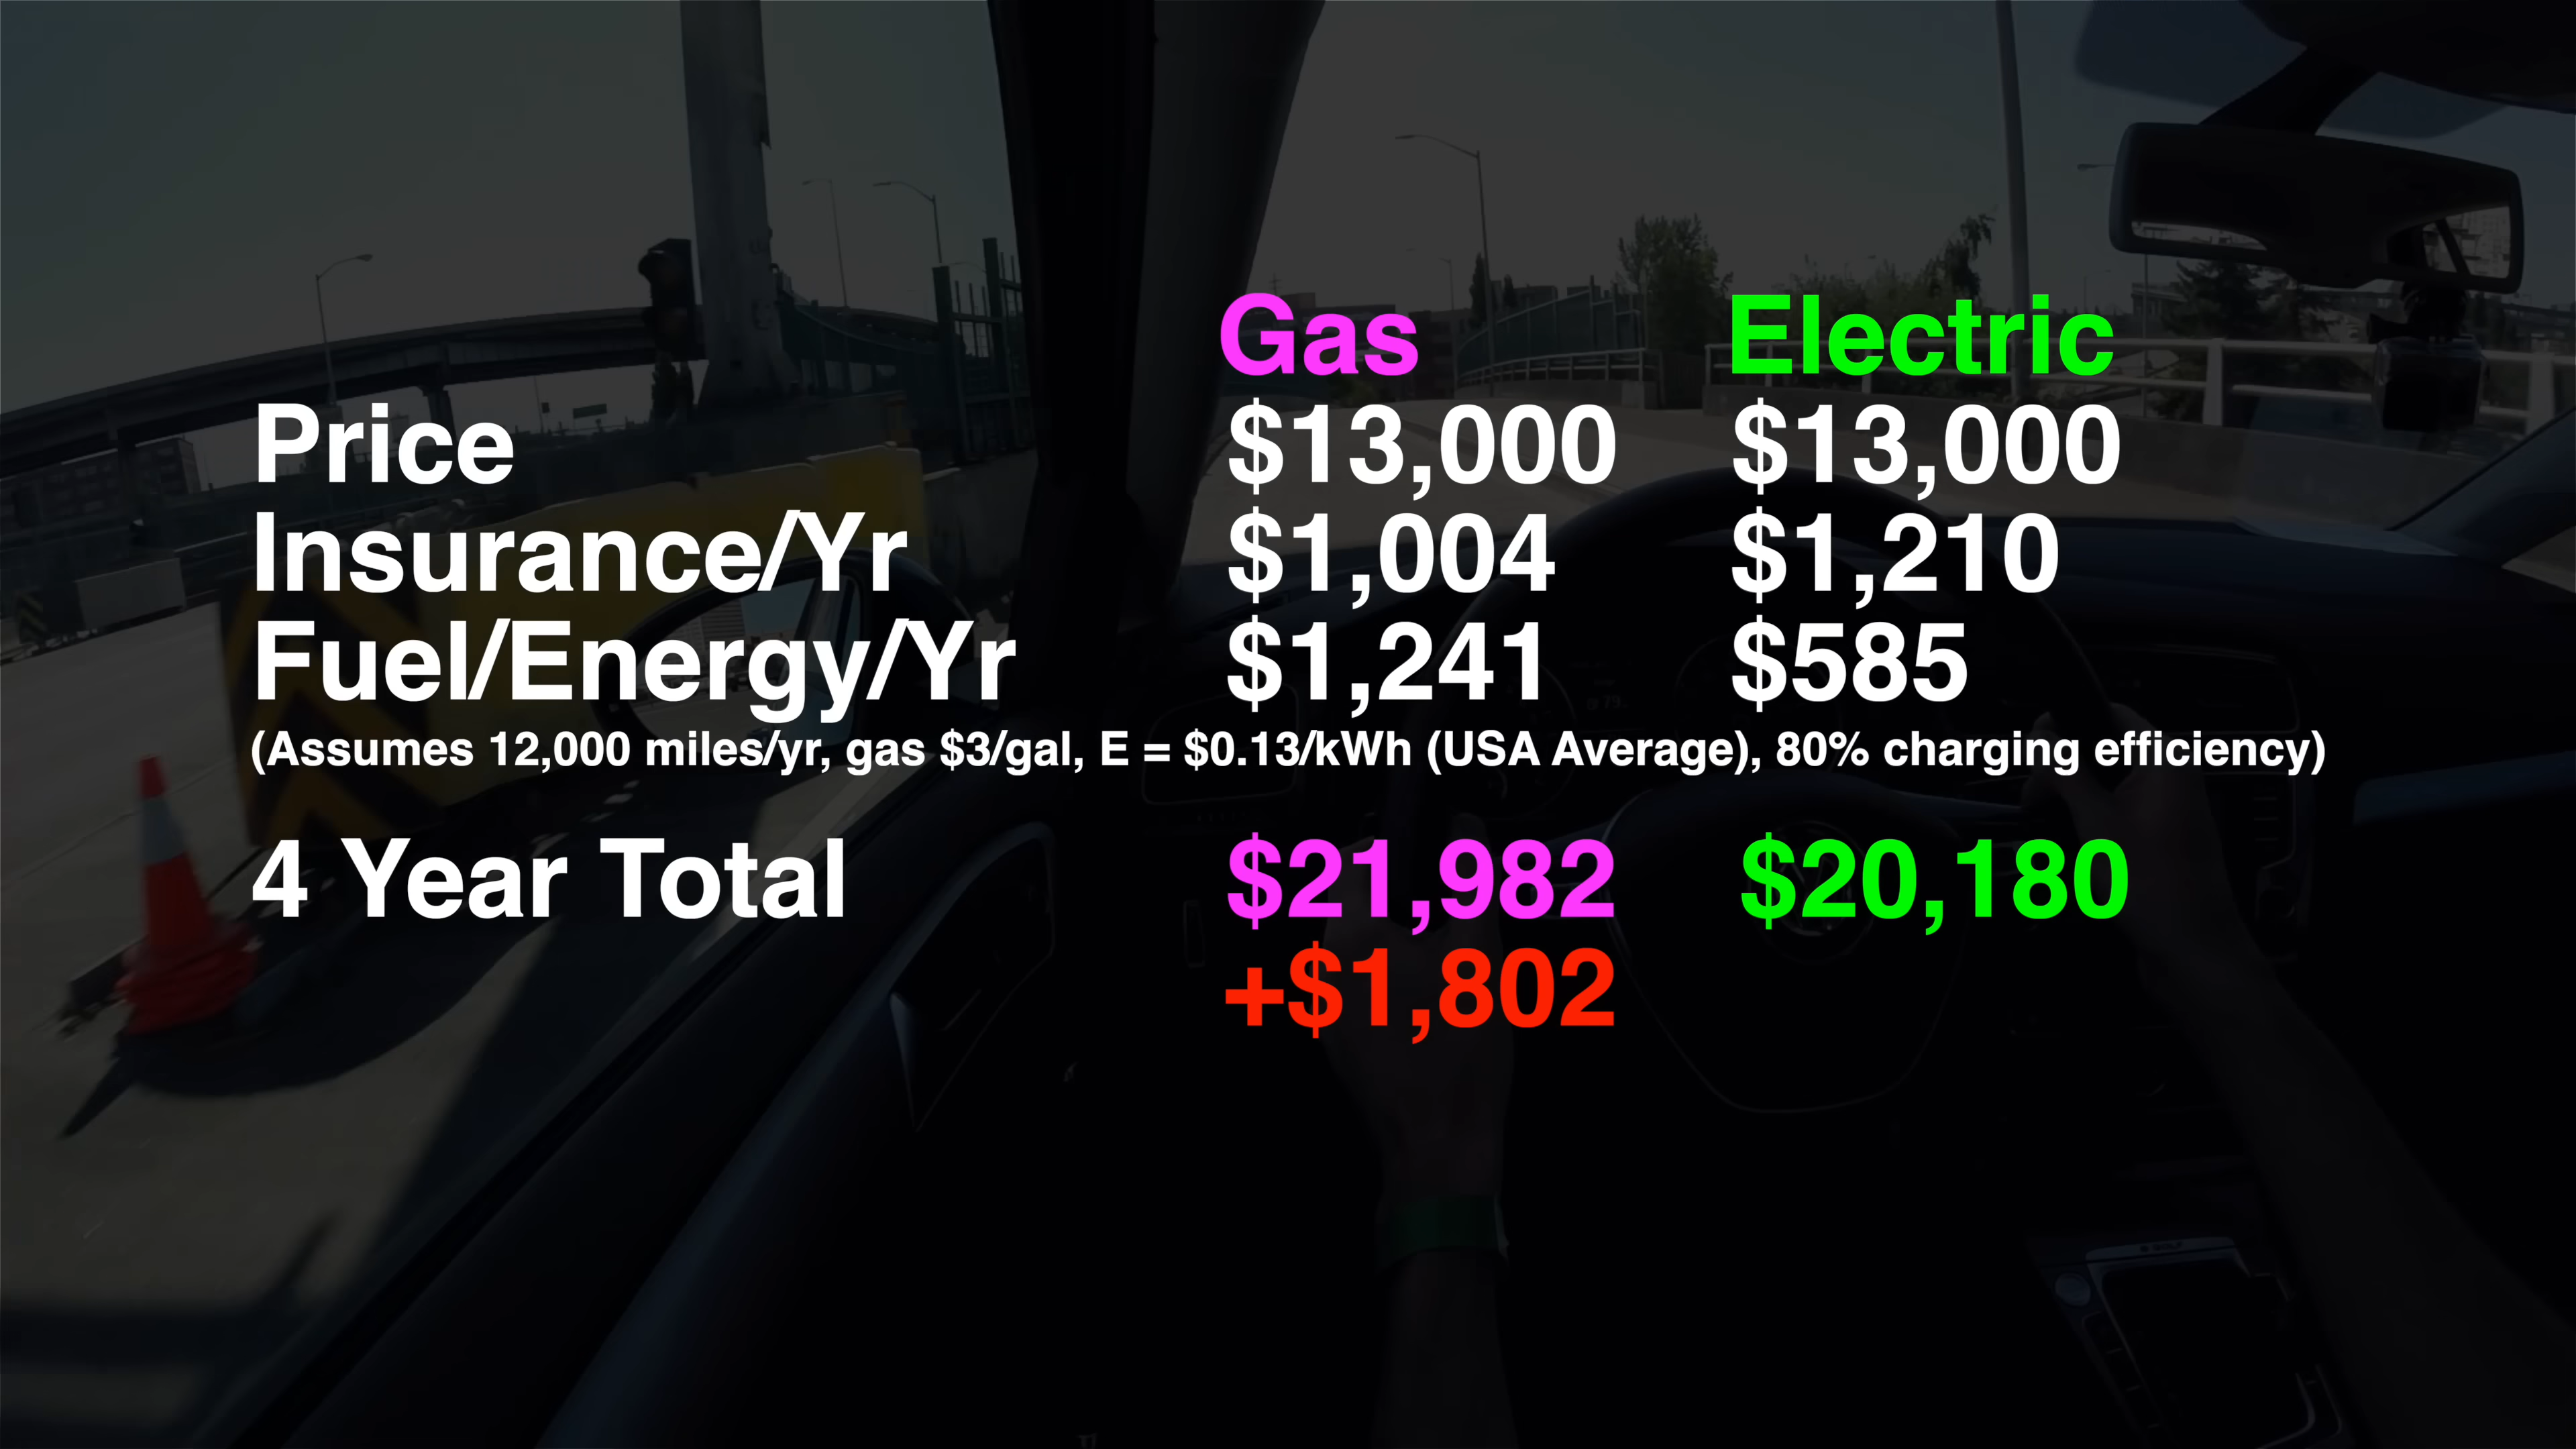 Gas Electric
Price $13,000 $13,000
Insurance/Yr $1,004 $1,210
Fuel/Energy/Yr $1,241 $585
(Assumes 12,000 miles/yr, gas $3/gal, E = $0.13/kWh (USA Average), 80% charging efficiency)
4 Year Total $21,982 $20,180
+$1,802